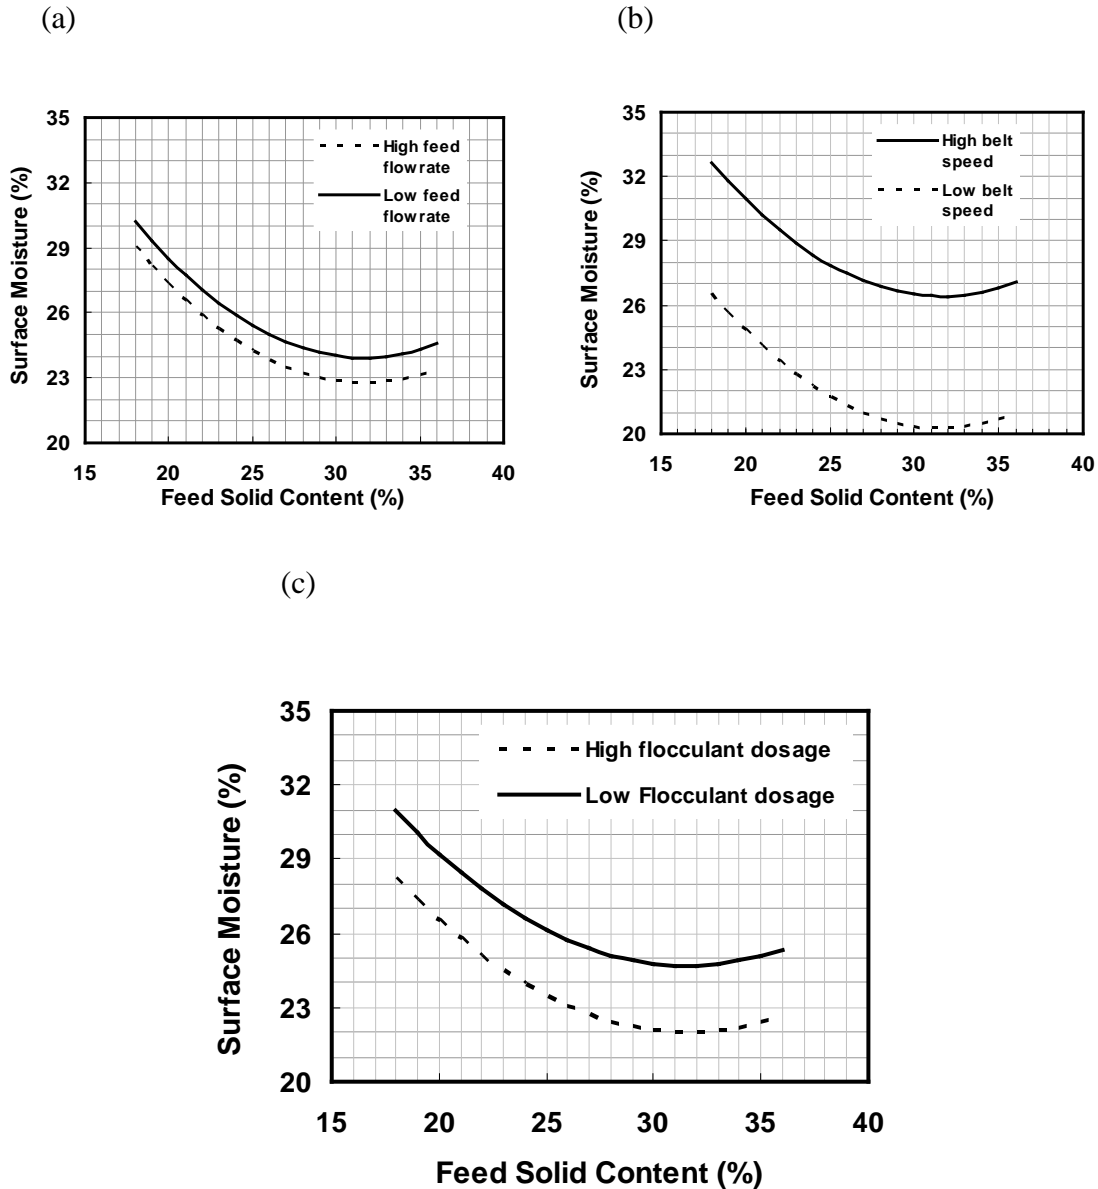 (a)
35
32
29
26
23
20
15 20 25 30 35 40
Surface Moisture (%)
Feed Solid Content (%)
High feed
flowrate
Low feed
flowrate
(b)
35
32
29
26
23
20
15 20 25 30 35 40
Surface Moisture (%)
Feed Solid Content (%)
High belt
speed
Low belt
speed
(c)
35
32
29
26
23
20
15 20 25 30 35 40
Surface Moisture (%)
Feed Solid Content (%)
High flocculant dosage
Low Flocculant dosage